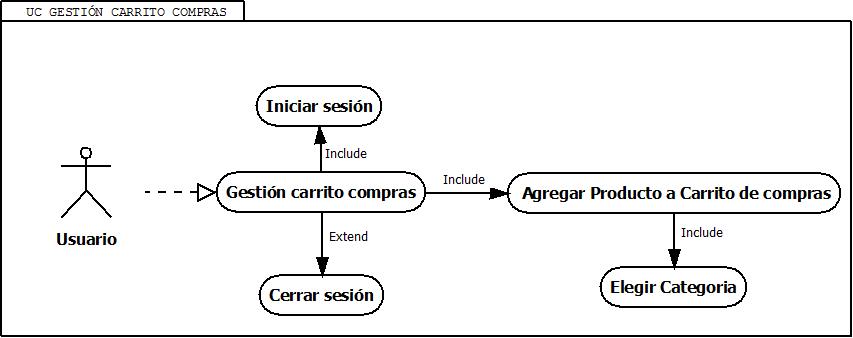 UC GESTIÓN CARRITO COMPRAS
Iniciar sesión
Include
Gestión carrito compras
Include
Agregar Producto a Carrito de compras
Usuario
Extend
Include
Cerrar sesión
Elegir Categoria